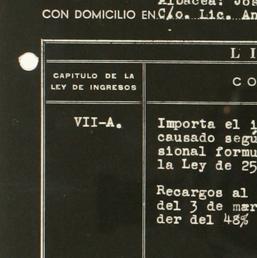 Albacea: Jos
CON DOMICILIO EN C/o. Lic. An
L I
CAPITULO DE LA
LEY DE INGRESOS
C O
VII-A.
Importa el i
causado segú
sional formu
la Ley de 25
Recargos al
del 3 de mar
der del 48%